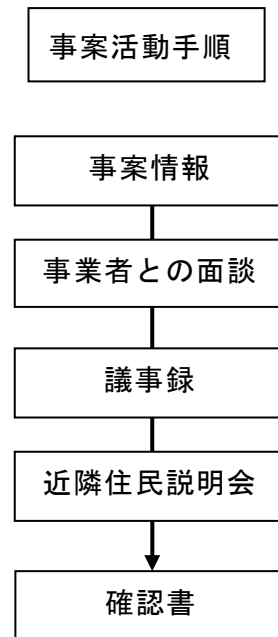 事案活動手順
事案情報
事業者との面談
議事録
近隣住民説明会
確認書